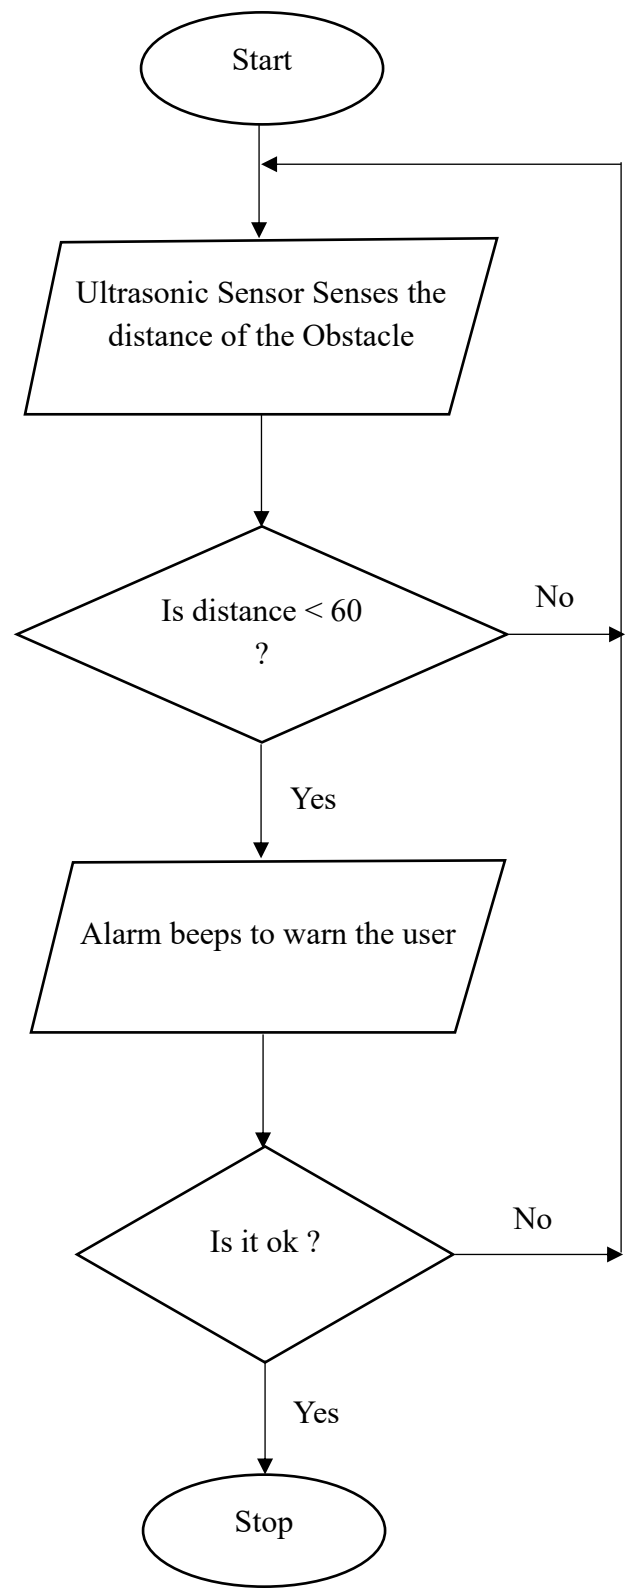 Start
Ultrasonic Sensor Senses the
distance of the Obstacle
Is distance < 60
?
No
Yes
Alarm beeps to warn the user
Is it ok ?
No
Yes
Stop